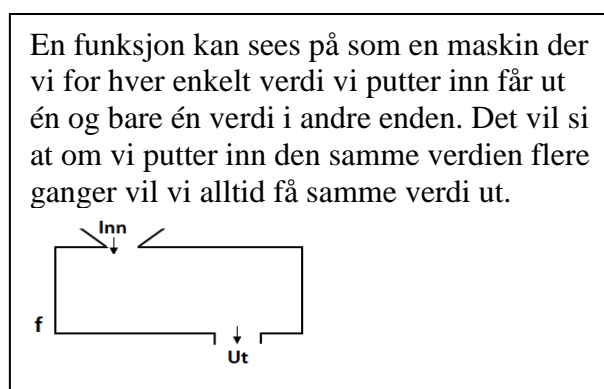 En funksjon kan sees på som en maskin der
vi for hver enkelt verdi vi putter inn får ut
én og bare én verdi i andre enden. Det vil si
at om vi putter inn den samme verdien flere
ganger vil vi alltid få samme verdi ut.
Inn
f
Ut